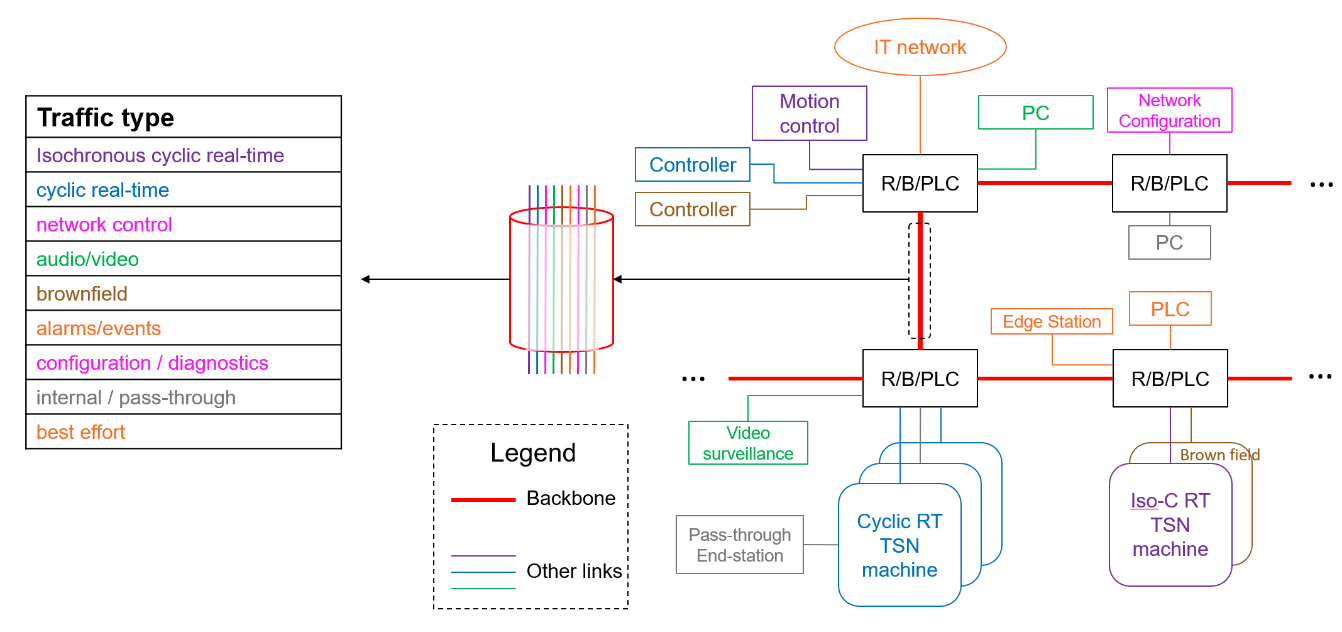 IT network
Motion
control
PC
Network
Configuration
Traffic type
Isochronous cyclic real-time
cyclic real-time
network control
audio/video
brownfield
alarms/events
configuration / diagnostics
internal / pass-through
best effort
Controller
Controller
R/B/PLC
R/B/PLC
...
PC
Edge Station
PLC
...
R/B/PLC
R/B/PLC
...
Video
surveillance
Legend
Backbone
Other links
Pass-through
End-station
Cyclic RT
TSN
machine
Brown field
Iso-C RT
TSN
machine